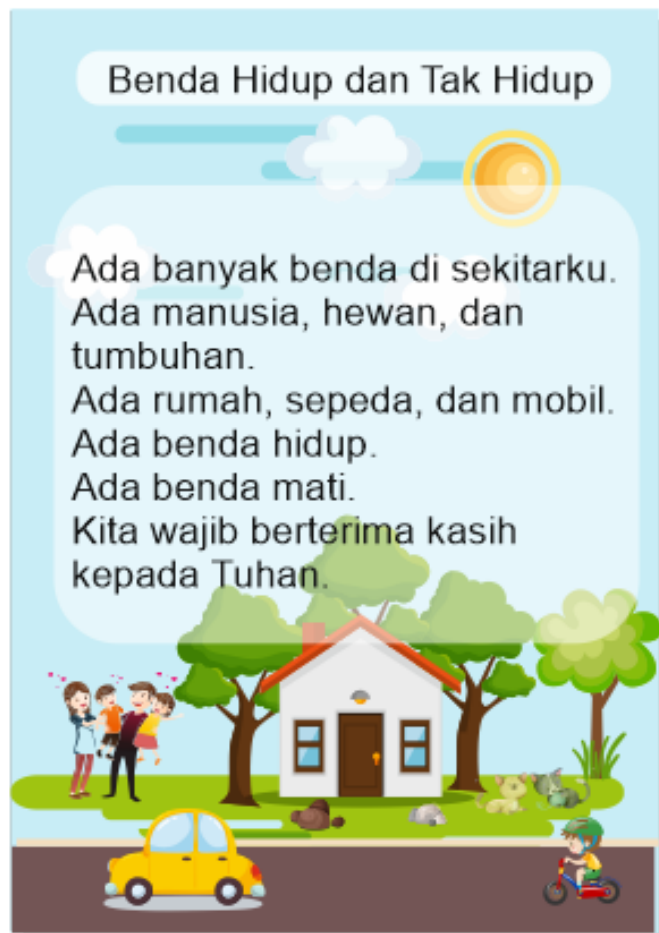 Benda Hidup dan Tak Hidup
Ada banyak benda di sekitarku.
Ada manusia, hewan, dan
tumbuhan.
Ada rumah, sepeda, dan mobil.
Ada benda hidup.
Ada benda mati.
Kita wajib berterima kasih
kepada Tuhan.